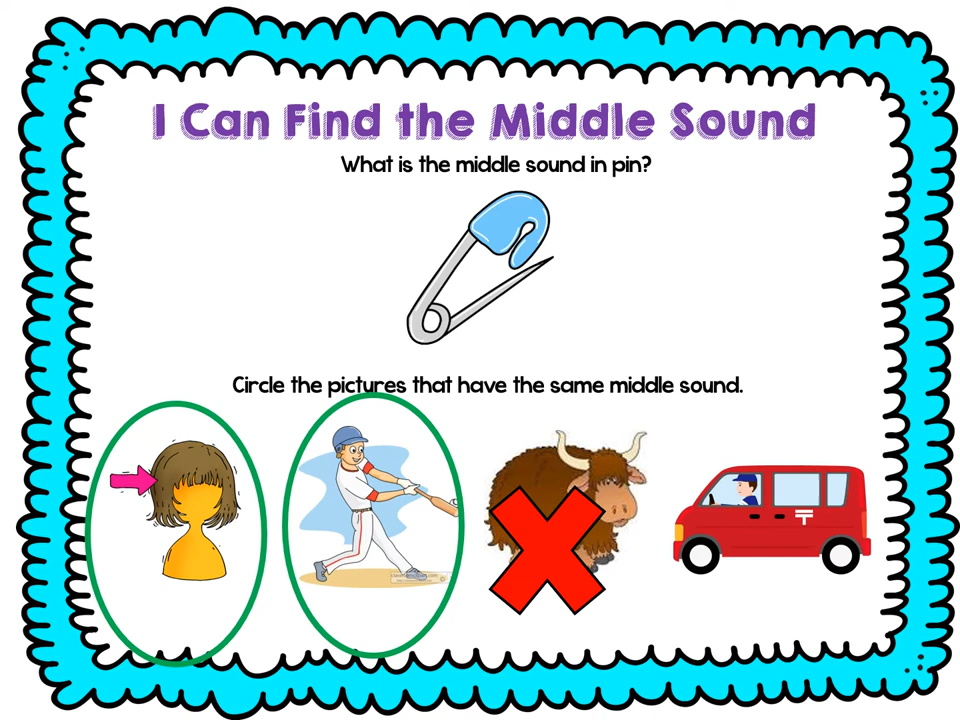 I Can Find the Middle Sound
What is the middle sound in pin?
Circle the pictures that have the same middle sound.